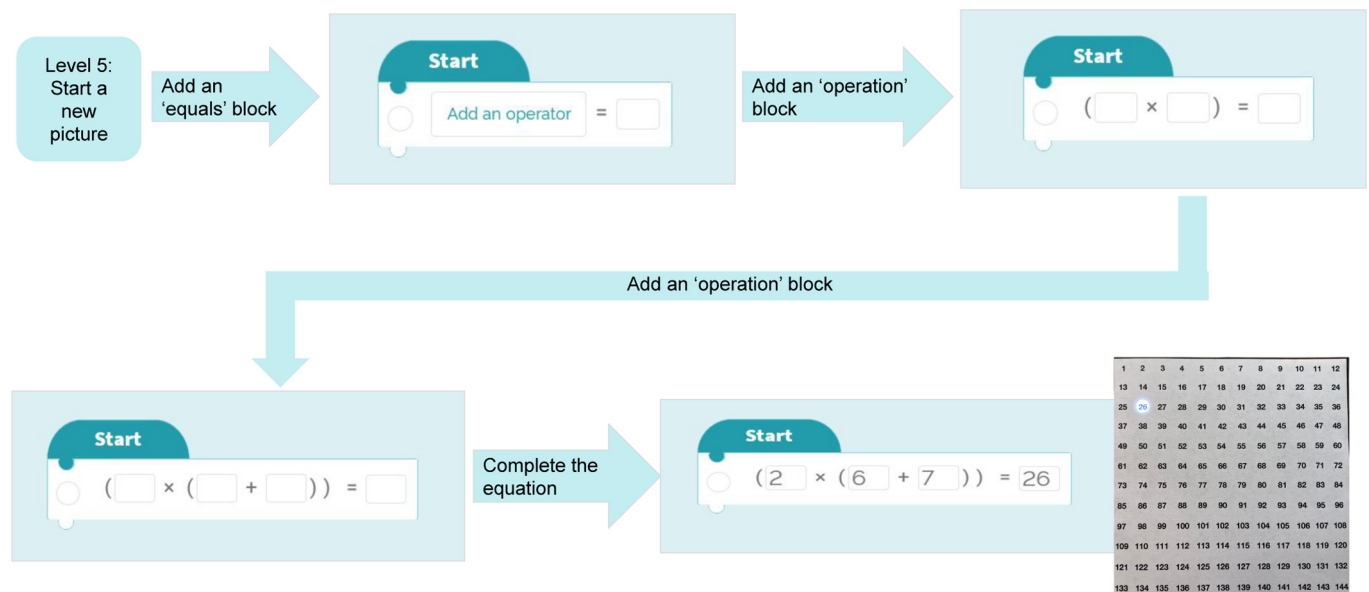 Level 5:
Start a
new
picture
Add an
‘equals’ block
Start
Add an operator =
Add an ‘operation’
block
Start
( × ) =
Add an ‘operation’ block
Start
( × ( + ) ) =
Complete the
equation
Start
(2 × (6 + 7)) = 26
1 2 3 4 5 6 7 8 9 10 11 12
13 14 15 16 17 18 19 20 21 22 23 24
25 26 27 28 29 30 31 32 33 34 35 36
37 38 39 40 41 42 43 44 45 46 47 48
49 50 51 52 53 54 55 56 57 58 59 60
61 62 63 64 65 66 67 68 69 70 71 72
73 74 75 76 77 78 79 80 81 82 83 84
85 86 87 88 89 90 91 92 93 94 95 96
97 98 99 100 101 102 103 104 105 106 107 108
109 110 111 112 113 114 115 116 117 118 119 120
121 122 123 124 125 126 127 128 129 130 131 132
133 134 135 136 137 138 139 140 141 142 143 144